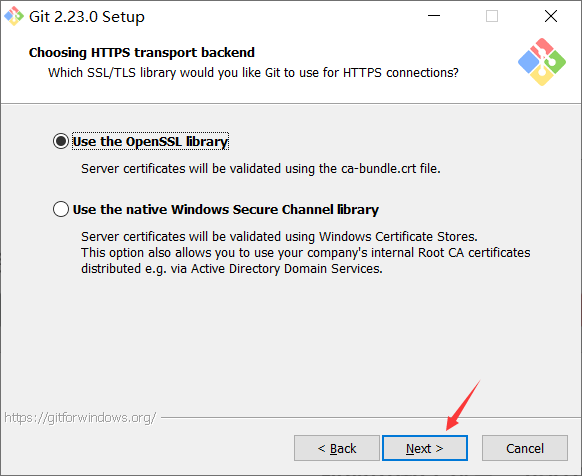 Git 2.23.0 Setup
Choosing HTTPS transport backend
Which SSL/TLS library would you like Git to use for HTTPS connections?
Use the OpenSSL library
Server certificates will be validated using the ca-bundle.crt file.
Use the native Windows Secure Channel library
Server certificates will be validated using Windows Certificate Stores.
This option also allows you to use your company's internal Root CA certificates
distributed e.g. via Active Directory Domain Services.
https://gitforwindows.org/
< Back
Next >
Cancel